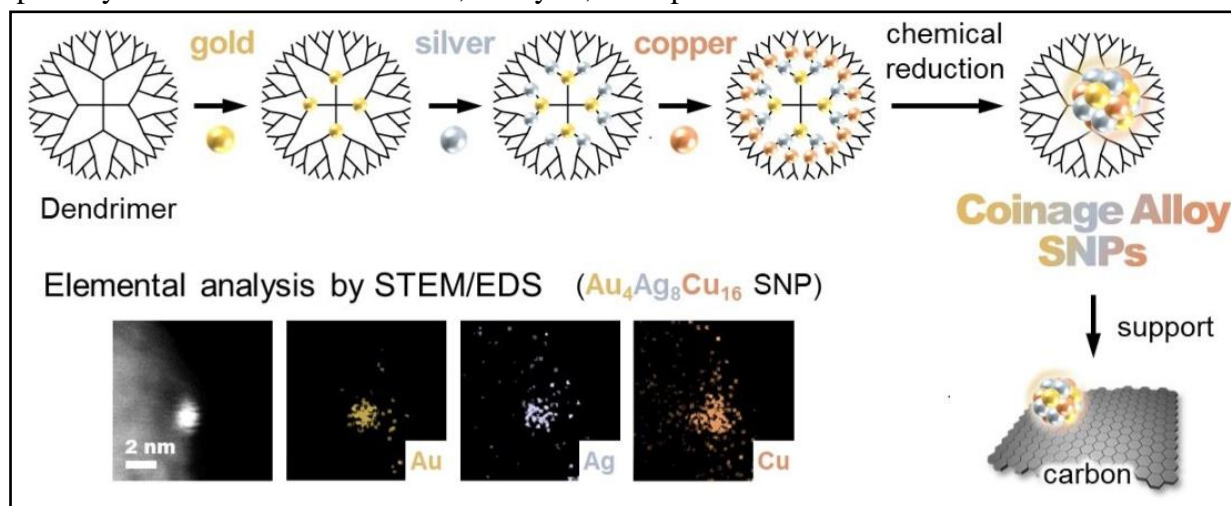 gold
silver
copper
chemical
reduction
Dendrimer
Coinage Alloy
SNPs
Elemental analysis by STEM/EDS (Au₄Ag₈Cu₁₆ SNP)
support
2 nm
Au
Ag
Cu
carbon